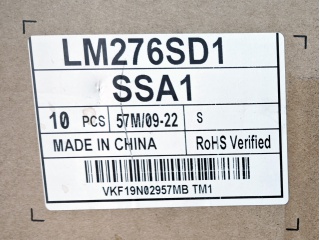 LM276SD1
SSA1
10 PCS 57M/09-22 S
MADE IN CHINA RoHS Verified
VKF19N02957MB TM1